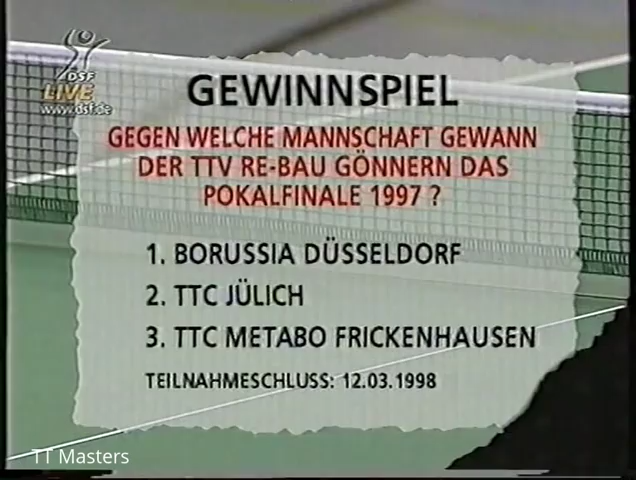 DSF
LIVE
www.dsf.de
GEWINNSPIEL
GEGEN WELCHE MANNSCHAFT GEWANN
DER TTV RE-BAU GÖNNERN DAS
POKALFINALE 1997 ?
1. BORUSSIA DÜSSELDORF
2. TTC JÜLICH
3. TTC METABO FRICKENHAUSEN
TEILNAHMESCHLUSS: 12.03.1998
TT Masters